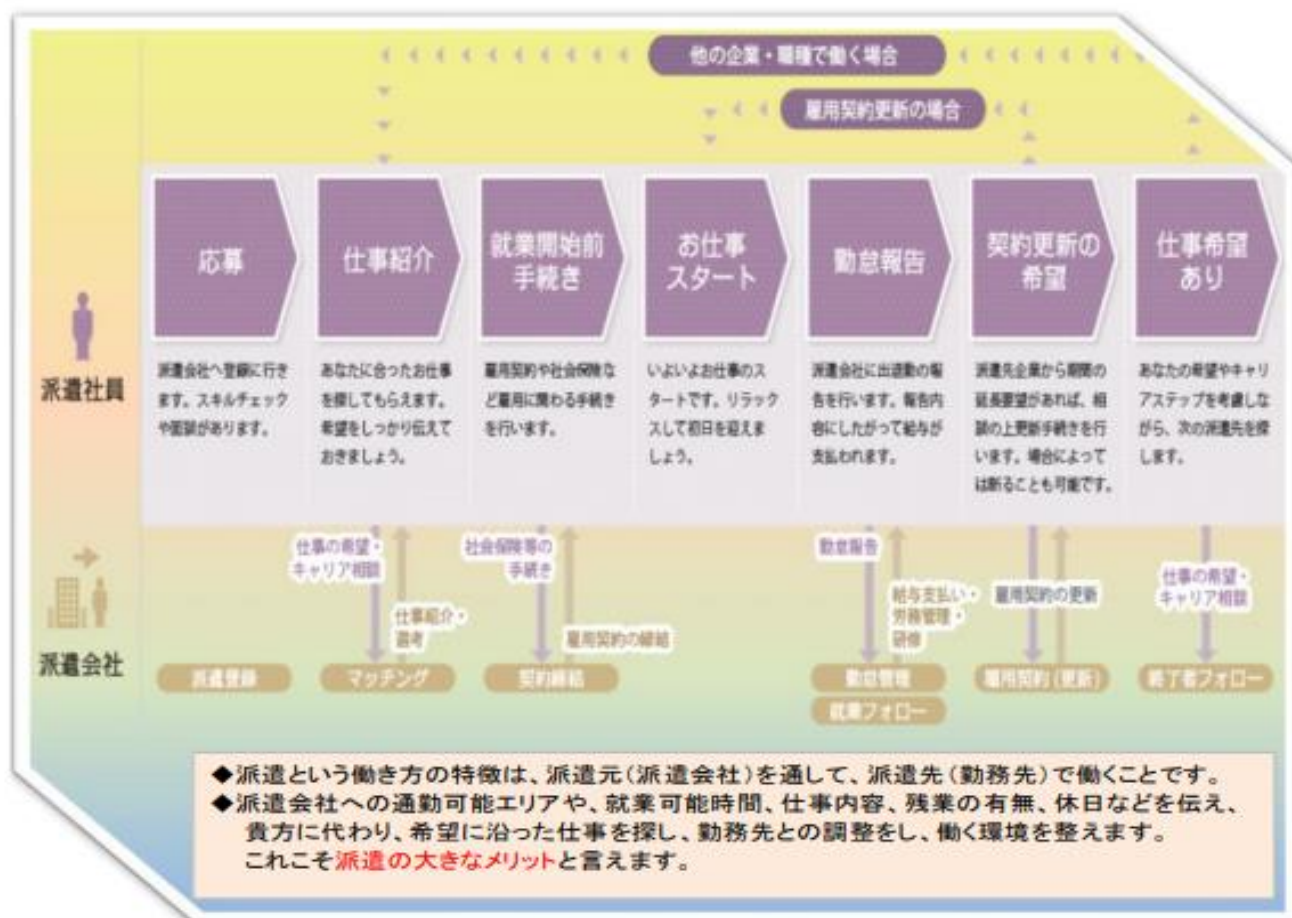 他の企業・職種で働く場合
雇用契約更新の場合
応募
仕事紹介
就業開始前
手続き
お仕事
スタート
勤怠報告
契約更新の
希望
仕事希望
あり
派遣社員
派遣会社へ登録に行き
ます。スキルチェック
や面談があります。
あなたに合ったお仕事
を探してもらえます。
希望をしっかり伝えて
おきましょう。
雇用契約や社会保険な
ど雇用に関わる手続き
を行います。
いよいよお仕事のス
タートです。リラック
スして初日を迎えま
しょう。
派遣会社に出退勤の報
告を行います。報告内
容にしたがって給与が
支払われます。
派遣先企業から期間の
延長要望があれば、相
談の上更新手続きを行
います。場合によって
は断ることも可能です。
あなたの希望やキャリ
アステップを考慮しな
がら、次の派遣先を探
します。
仕事の希望・
キャリア相談
仕事紹介・
選考
社会保険等の
手続き
雇用契約の締結
勤怠報告
給与支払い・
労務管理・
研修
雇用契約の更新
仕事の希望・
キャリア相談
派遣会社
派遣登録
マッチング
契約締結
勤怠管理
就業フォロー
雇用契約(更新)
終了者フォロー
◆派遣という働き方の特徴は、派遣元(派遣会社)を通して、派遣先(勤務先)で働くことです。
◆派遣会社への通勤可能エリアや、就業可能時間、仕事内容、残業の有無、休日などを伝え、
貴方に代わり、希望に沿った仕事を探し、勤務先との調整をし、働く環境を整えます。
これこそ派遣の大きなメリットと言えます。